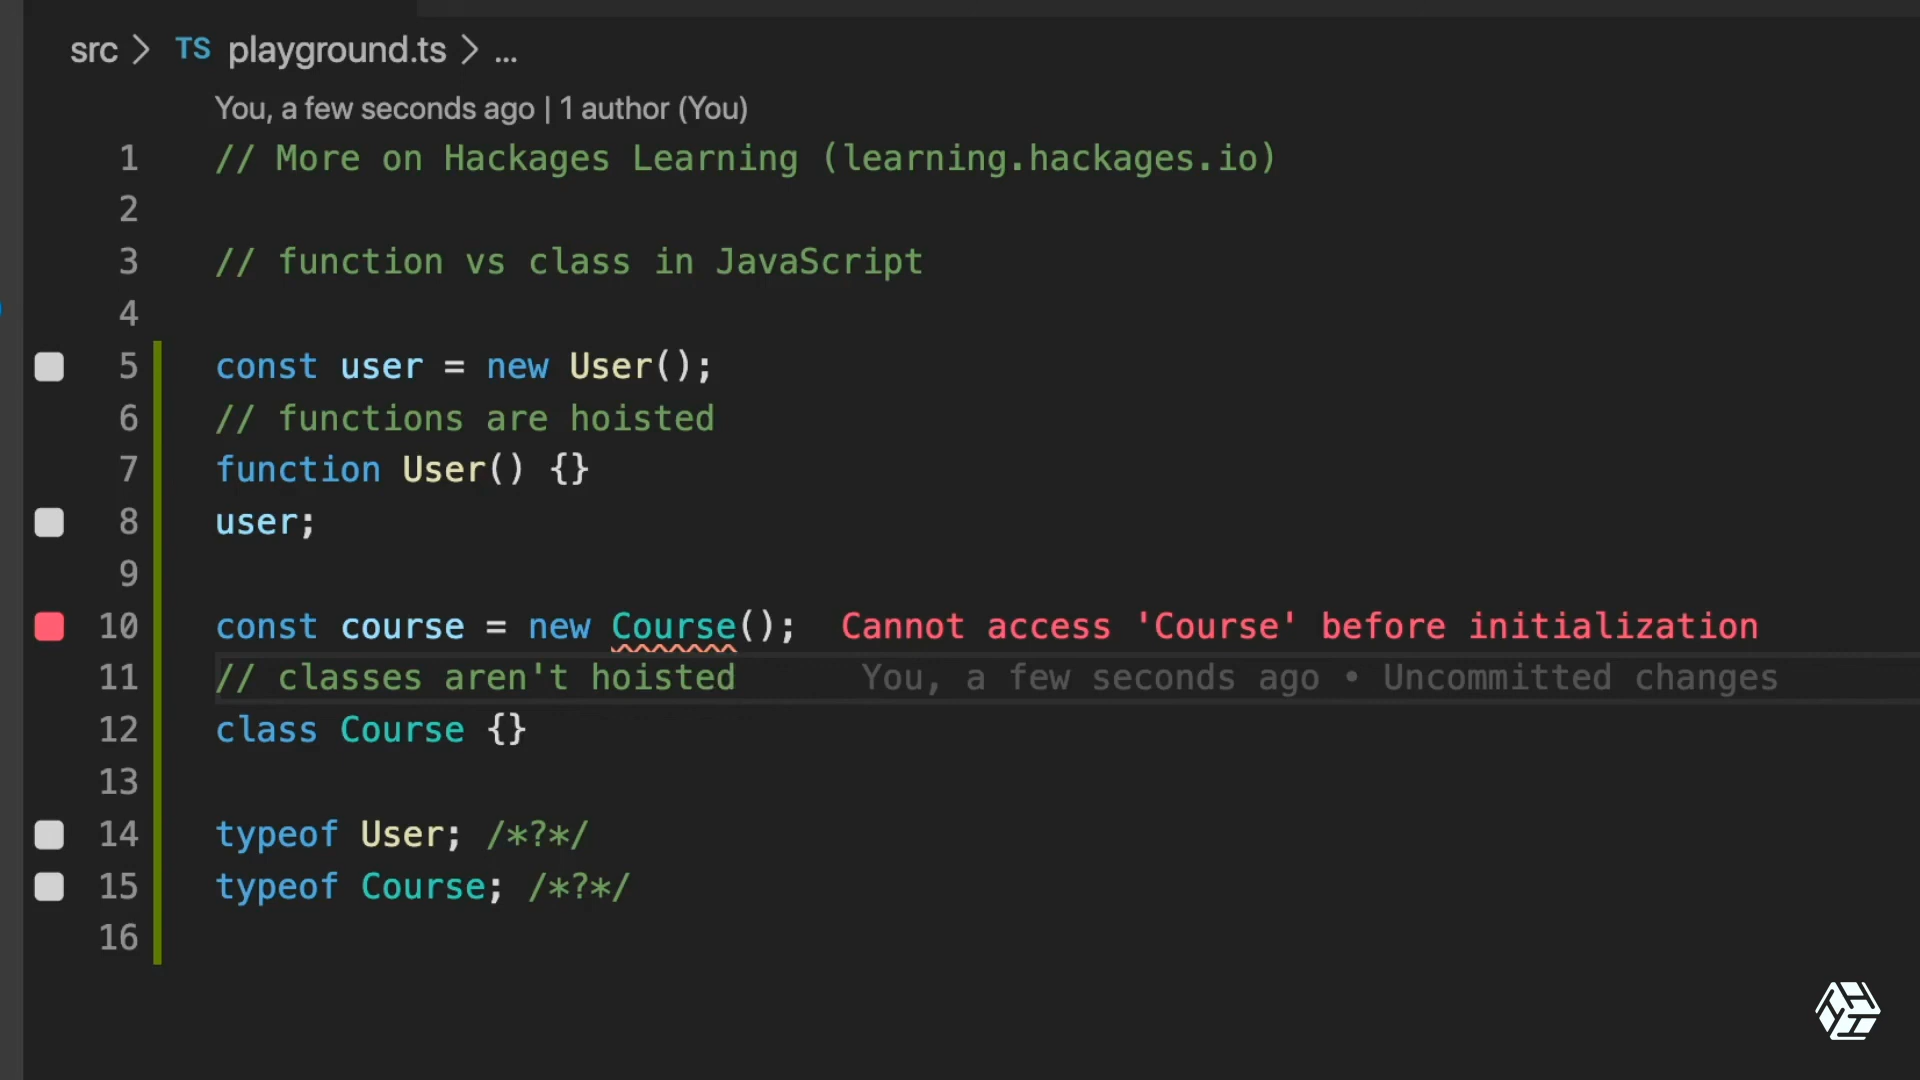 src > TS playground.ts > ...
You, a few seconds ago | 1 author (You)
1 // More on Hackages Learning (learning.hackages.io)
2
3 // function vs class in JavaScript
4
5 const user = new User();
6 // functions are hoisted
7 function User() {}
8 user;
9
10 const course = new Course(); Cannot access 'Course' before initialization
11 // classes aren't hoisted You, a few seconds ago • Uncommitted changes
12 class Course {}
13
14 typeof User; /*?*/
15 typeof Course; /*?*/
16